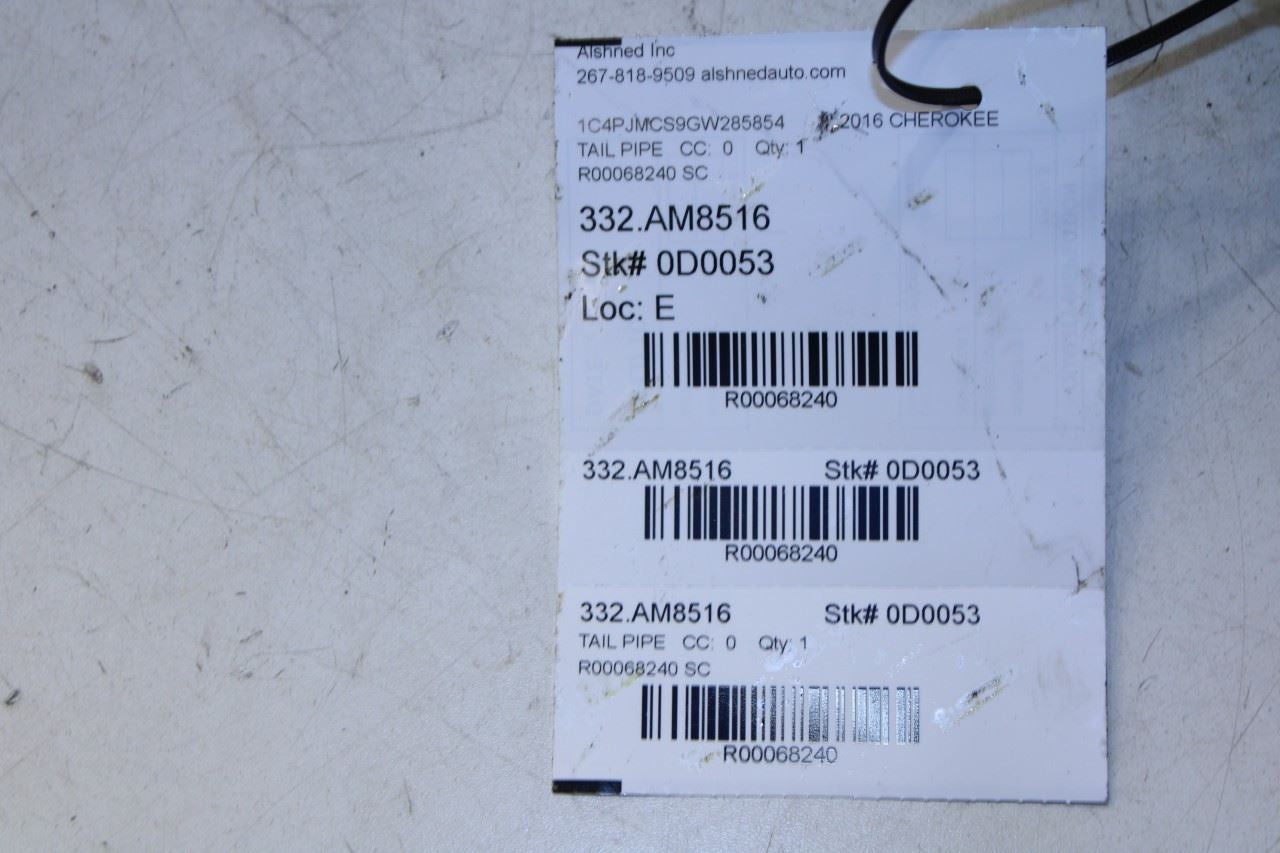 Alshned Inc
267-818-9509 alshnedauto.com
1C4PJMCS9GW285854 2016 CHEROKEE
TAIL PIPE CC: 0 Qty: 1
R00068240 SC
332.AM8516
Stk# 0D0053
Loc: E
R00068240
332.AM8516 Stk# 0D0053
R00068240
332.AM8516 Stk# 0D0053
TAIL PIPE CC: 0 Qty: 1
R00068240 SC
R00068240